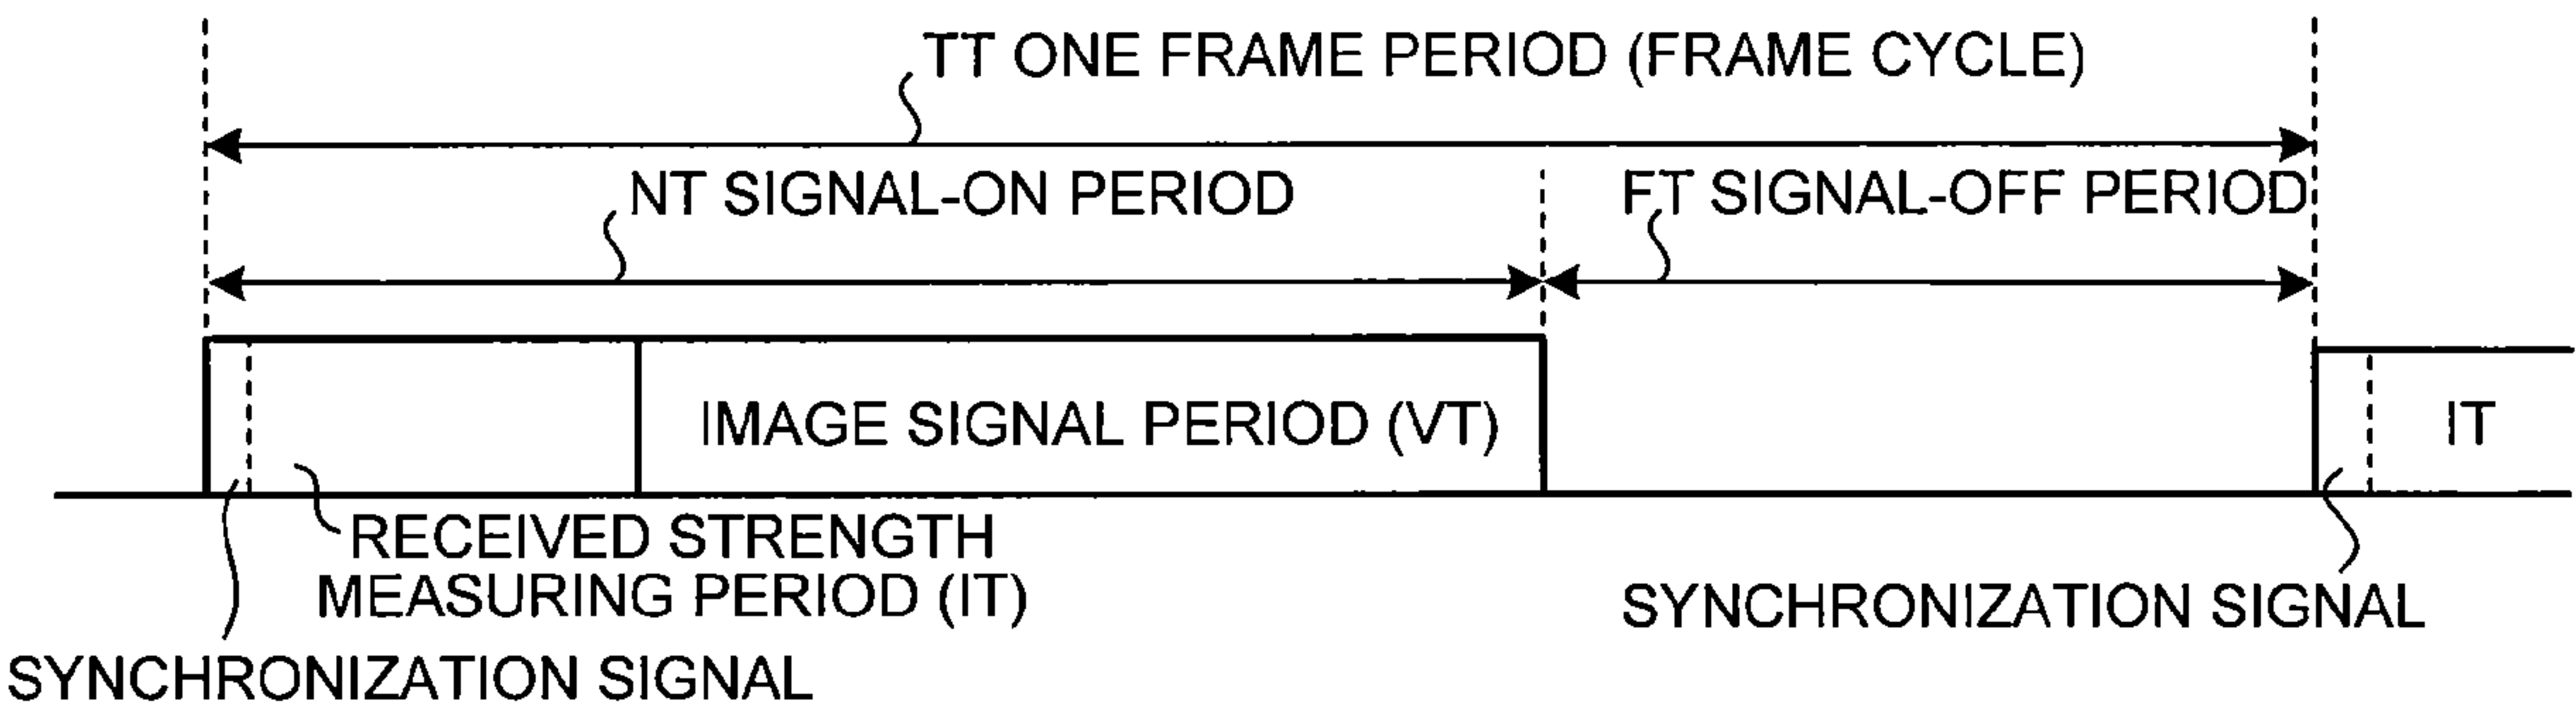 TT ONE FRAME PERIOD (FRAME CYCLE)
NT SIGNAL-ON PERIOD
FT SIGNAL-OFF PERIOD
IMAGE SIGNAL PERIOD (VT)
IT
RECEIVED STRENGTH
MEASURING PERIOD (IT)
SYNCHRONIZATION SIGNAL
SYNCHRONIZATION SIGNAL